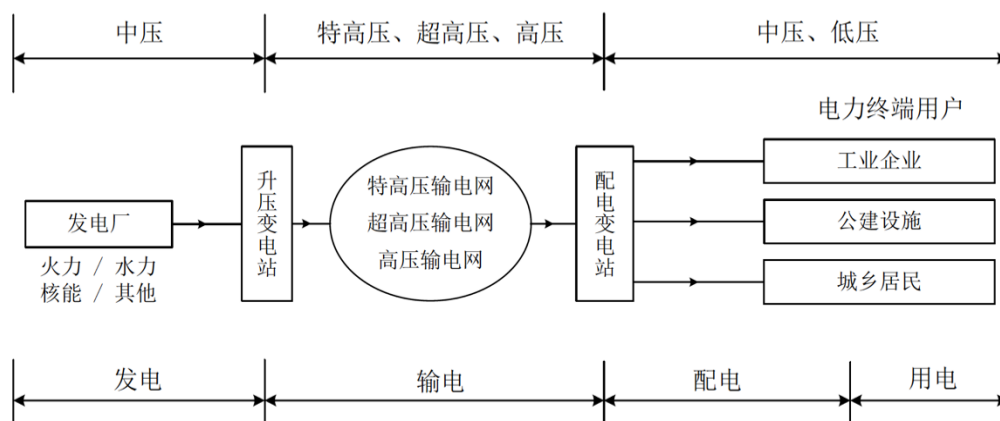 中压
特高压、超高压、高压
中压、低压
电力终端用户
发电厂
火力 / 水力
核能 / 其他
升压变电站
特高压输电网
超高压输电网
高压输电网
配电变电站
工业企业
公建设施
城乡居民
发电
输电
配电
用电